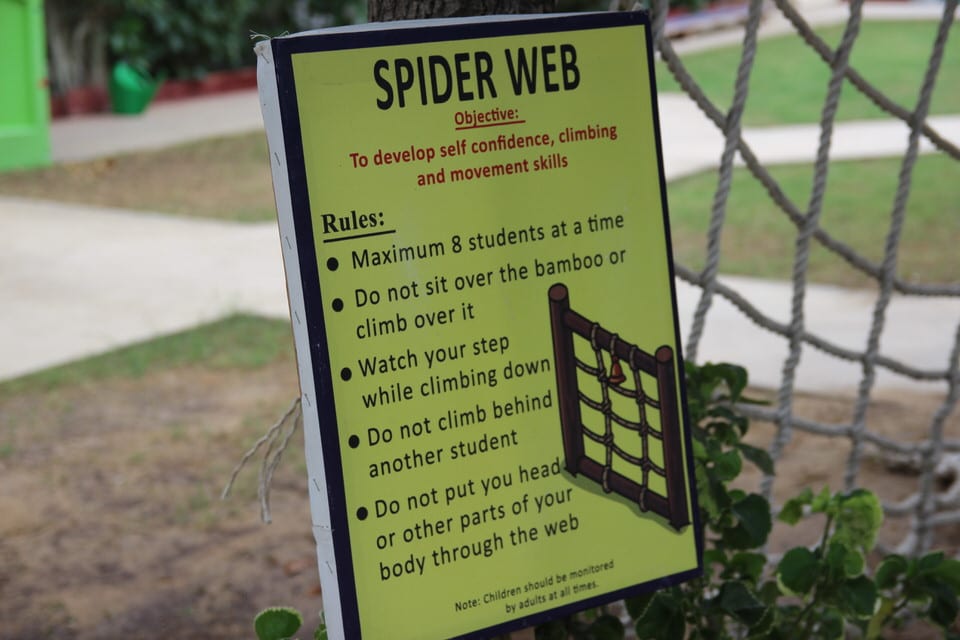 SPIDER WEB
Objective:
To develop self confidence, climbing
and movement skills
Rules:
● Maximum 8 students at a time
● Do not sit over the bamboo or
climb over it
● Watch your step
while climbing down
● Do not climb behind
another student
● Do not put you head
or other parts of your
body through the web
Note: Children should be monitored
by adults at all times.